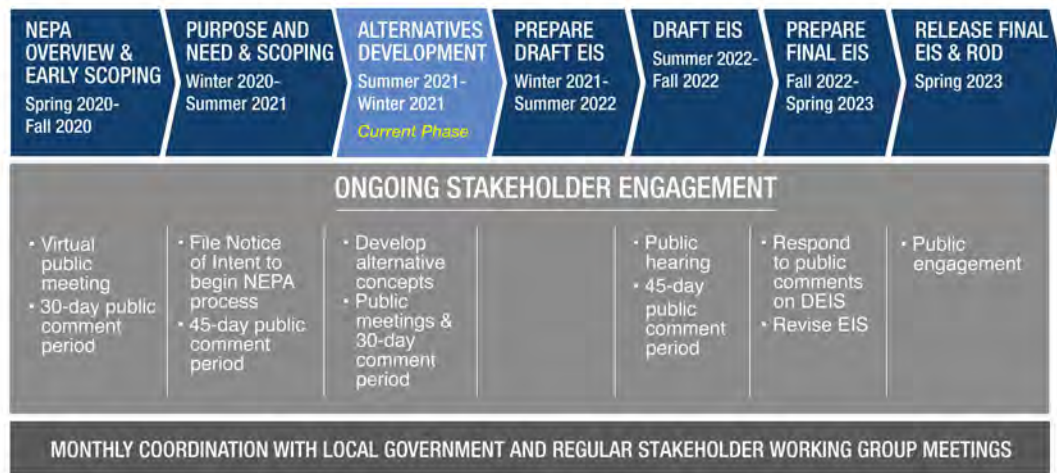 NEPA
OVERVIEW &
EARLY SCOPING
Spring 2020-
Fall 2020
PURPOSE AND
NEED & SCOPING
Winter 2020-
Summer 2021
ALTERNATIVES
DEVELOPMENT
Summer 2021-
Winter 2021
Current Phase
PREPARE
DRAFT EIS
Winter 2021-
Summer 2022
DRAFT EIS
Summer 2022-
Fall 2022
PREPARE
FINAL EIS
Fall 2022-
Spring 2023
RELEASE FINAL
EIS & ROD
Spring 2023
ONGOING STAKEHOLDER ENGAGEMENT
• Virtual
public
meeting
• 30-day public
comment
period
• File Notice
of Intent to
begin NEPA
process
• 45-day public
comment
period
• Develop
alternative
concepts
• Public
meetings &
30-day
comment
period
• Public
hearing
• 45-day
public
comment
period
• Respond
to public
comments
on DEIS
• Revise EIS
• Public
engagement
MONTHLY COORDINATION WITH LOCAL GOVERNMENT AND REGULAR STAKEHOLDER WORKING GROUP MEETINGS